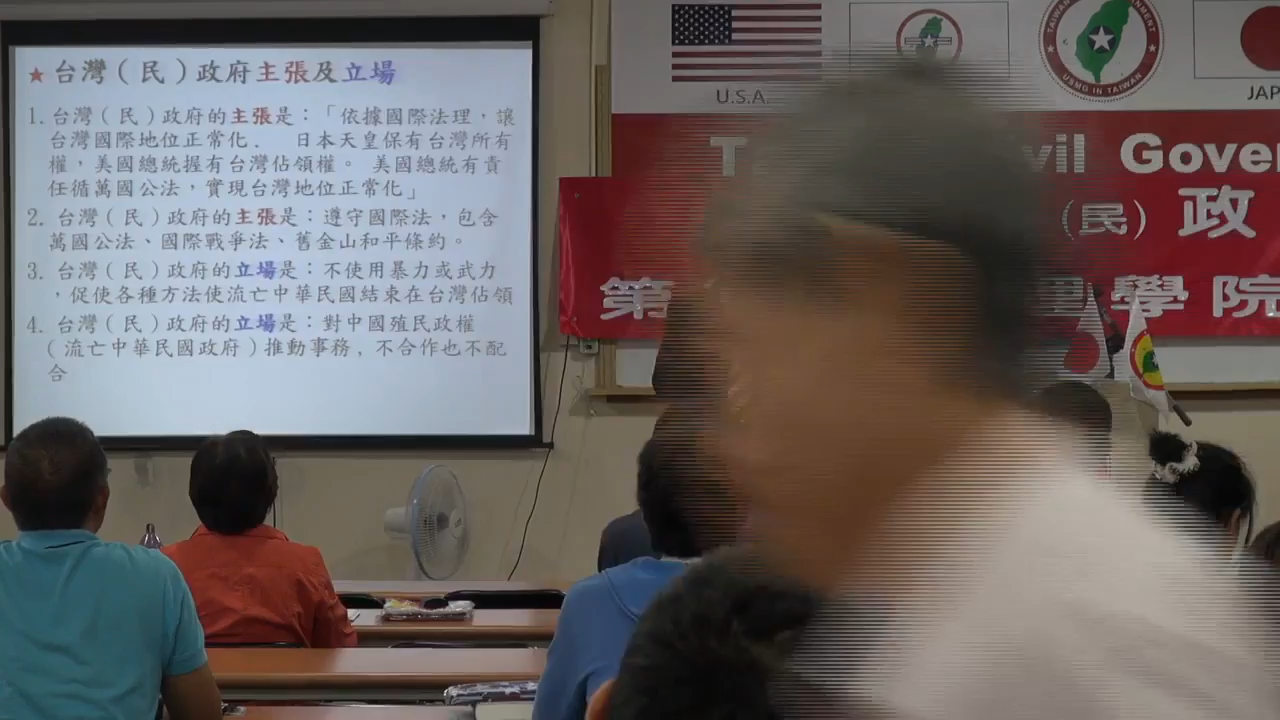 ★ 台灣（民）政府主張及立場
1. 台灣（民）政府的主張是：「依據國際法理，讓
台灣國際地位正常化． 日本天皇保有台灣所有
權，美國總統握有台灣佔領權。 美國總統有責
任循萬國公法，實現台灣地位正常化」
2. 台灣（民）政府的主張是：遵守國際法，包含
萬國公法、國際戰爭法、舊金山和平條約。
3. 台灣（民）政府的立場是：不使用暴力或武力
，促使各種方法使流亡中華民國結束在台灣佔領
4. 台灣（民）政府的立場是：對中國殖民政權
（流亡中華民國政府）推動事務，不合作也不配
合
U.S.A.
USMG IN TAIWAN
JAP
T vil Gover
（民）政
第 學院